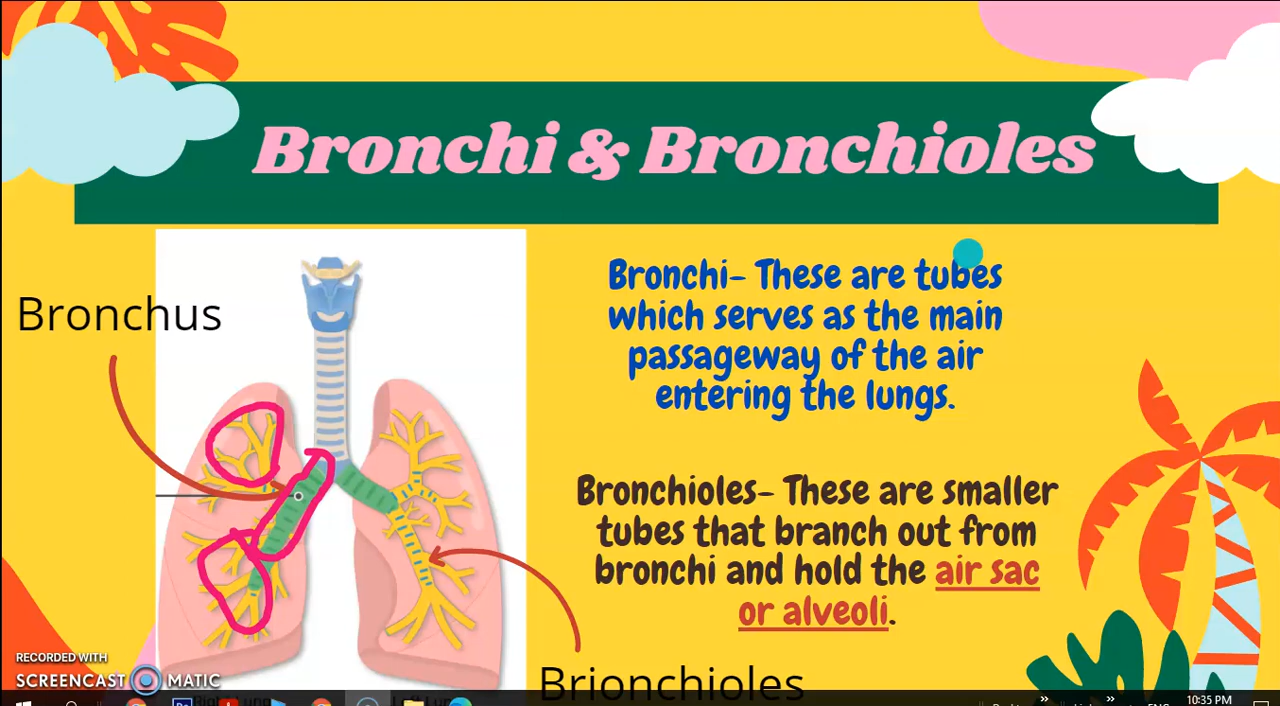 Bronchi & Bronchioles
Bronchus
Bronchi- These are tubes
which serves as the main
passageway of the air
entering the lungs.
Bronchioles- These are smaller
tubes that branch out from
bronchi and hold the air sac
or alveoli.
Brionchioles
RECORDED WITH
SCREENCAST MATIC
10:35 PM